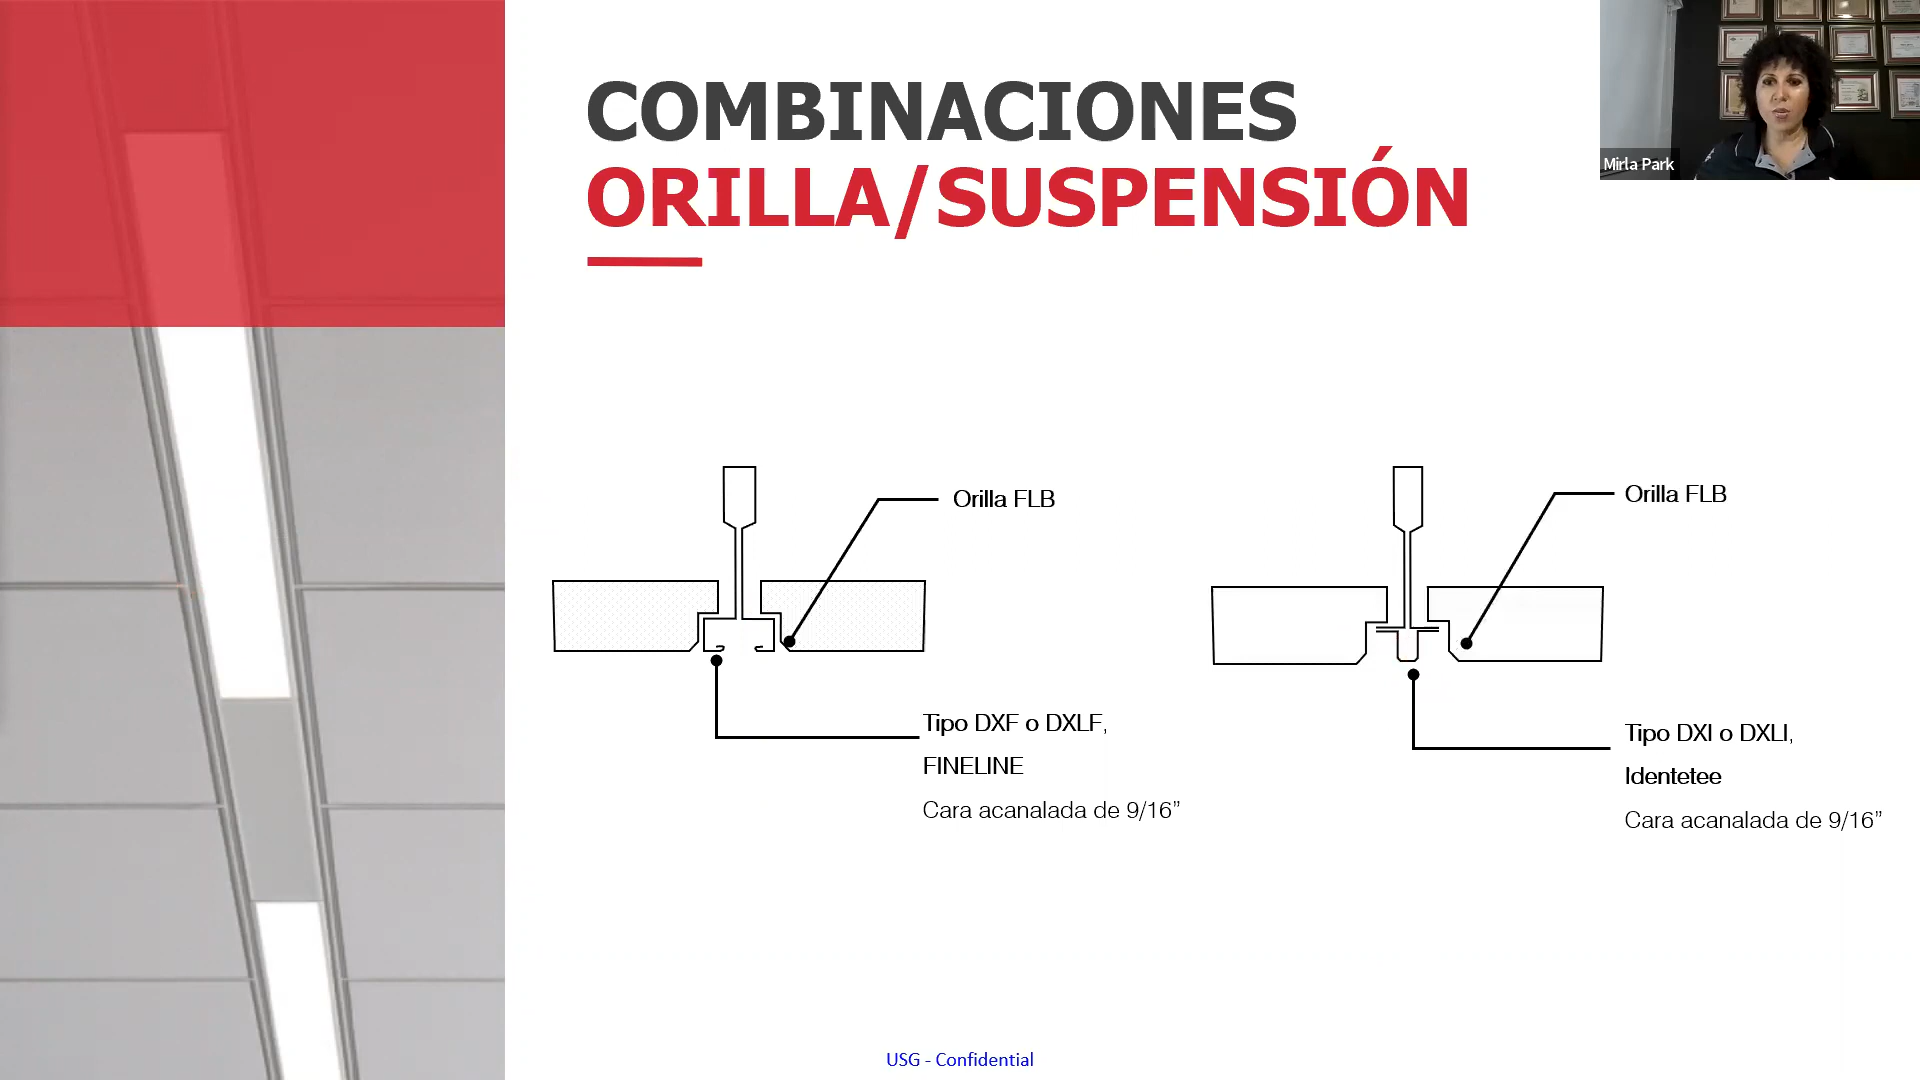 COMBINACIONES
ORILLA/SUSPENSIÓN
Mirla Park
Orilla FLB
Tipo DXF o DXLF,
FINELINE
Cara acanalada de 9/16”
Orilla FLB
Tipo DXI o DXLI,
Identetee
Cara acanalada de 9/16”
USG - Confidential